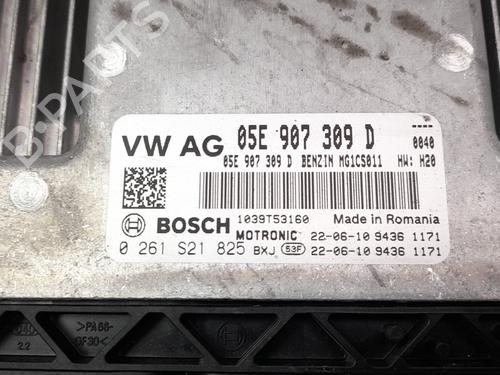 B-PARTS
VW AG 05E 907 309 D 0040
05E 907 309 D BENZIN MG1CS011 HW: H20
BOSCH 1039T53160 Made in Romania
MOTRONIC 22-06-10 9436 1171
0 261 S21 825 BXJ 53F 22-06-10 9436 1171
>PA66-
GF30<
2.2